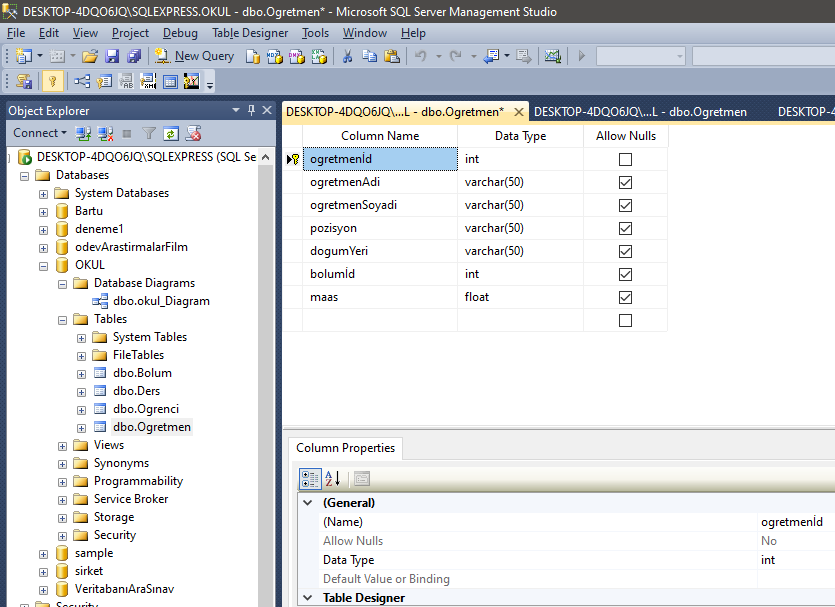 DESKTOP-4DQO6JQ\SQLEXPRESS.OKUL - dbo.Ogretmen* - Microsoft SQL Server Management Studio
File Edit View Project Debug Table Designer Tools Window Help
New Query
Object Explorer
DESKTOP-4DQO6JQ\...L - dbo.Ogretmen* DESKTOP-4DQO6JQ\...L - dbo.Ogretmen DESKTOP-4
Connect
DESKTOP-4DQO6JQ\SQLEXPRESS (SQL Se
Databases
System Databases
Bartu
deneme1
odevArastirmalarFilm
OKUL
Database Diagrams
dbo.okul_Diagram
Tables
System Tables
FileTables
dbo.Bolum
dbo.Ders
dbo.Ogrenci
dbo.Ogretmen
Views
Synonyms
Programmability
Service Broker
Storage
Security
sample
sirket
VeritabanıAraSınav
Security
Column Name Data Type Allow Nulls
ogretmenİd int
ogretmenAdi varchar(50)
ogretmenSoyadi varchar(50)
pozisyon varchar(50)
dogumYeri varchar(50)
bolumİd int
maas float
Column Properties
(General)
(Name) ogretmenİd
Allow Nulls No
Data Type int
Default Value or Binding
Table Designer